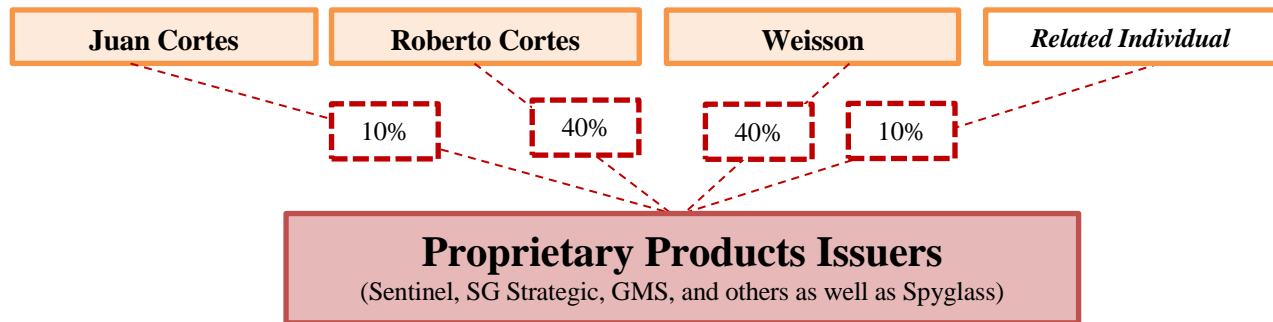 Juan Cortes
Roberto Cortes
Weisson
Related Individual
10%
40%
40%
10%
Proprietary Products Issuers
(Sentinel, SG Strategic, GMS, and others as well as Spyglass)